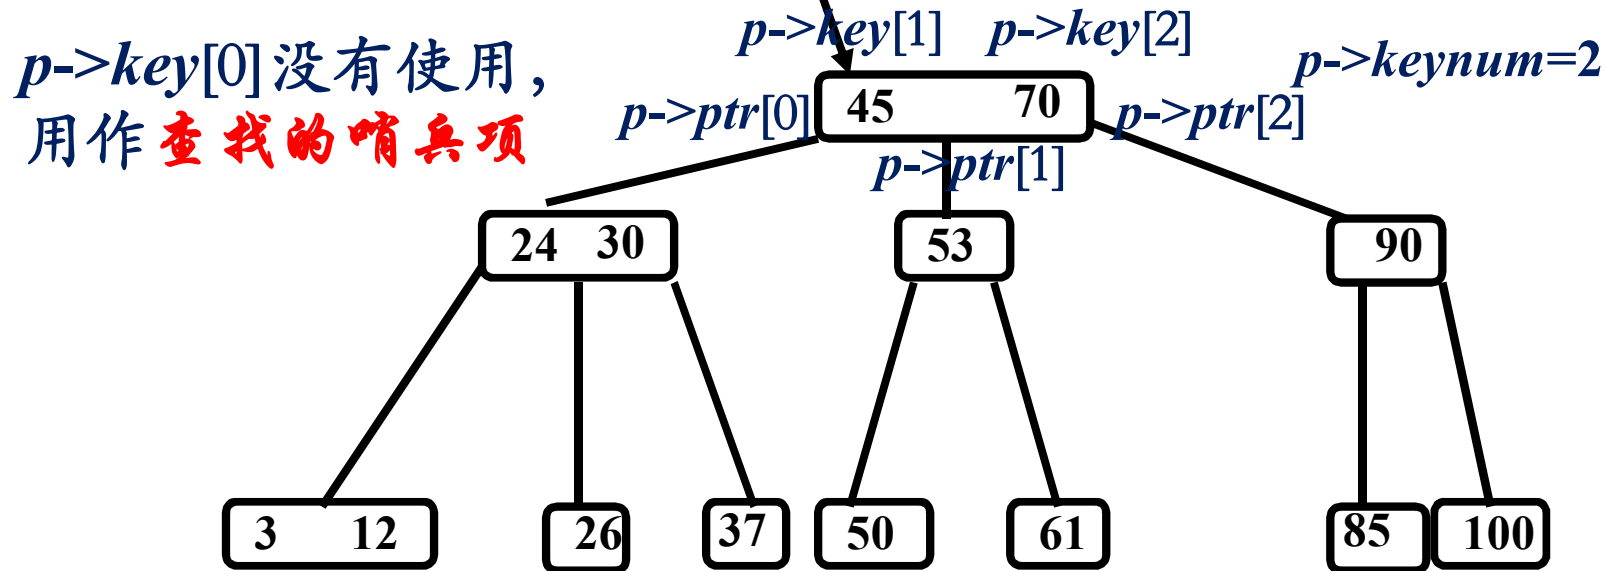 p->key[1] p->key[2]
p->key[0]没有使用，
用作查找的哨兵项
p->keynum=2
p->ptr[0] 45 70 p->ptr[2]
p->ptr[1]
24 30 53 90
3 12 26 37 50 61 85 100